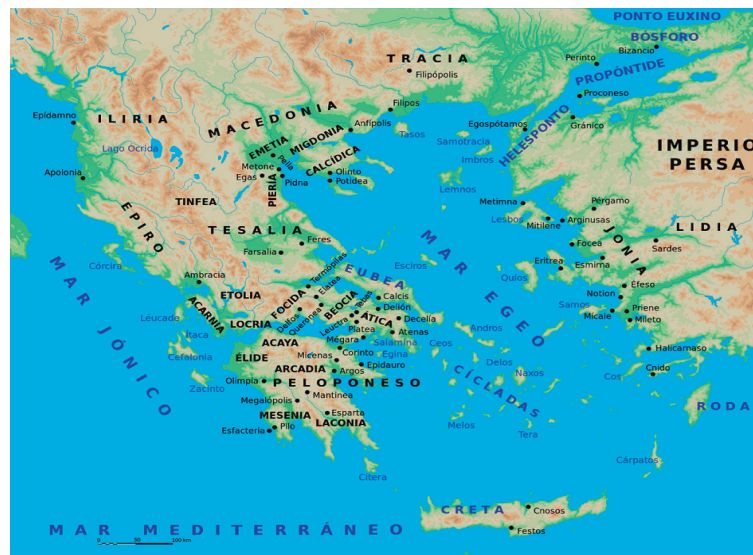 PONTO EUXINO
BÓSFORO
Bizancio
TRACIA
Perinto
PROPÓNTIDE
Filipópolis
Proconeso
Epídamno
ILIRIA
MACEDONIA
Filipos
Anfípolis
Tasos
Egospótamos
HELESPONTO
Gránico
Samotracia
IMPERIO
PERSA
Lago Ócrida
EMETIA
MIGDONIA
Pella
Imbros
Apolonia
Metone
Egas
Pidna
PIERIA
CALCÍDICA
Olinto
Potidea
Lemnos
TINFEA
Metimna
Pérgamo
Lesbos
Mitilene
Arginusas
EPIRO
TESALIA
Feres
Farsalia
MAR EGEO
JONIA
LIDIA
Focea
Sardes
Córcira
Ambracia
Termópilas
EUBEA
Esciros
Eritrea
Esmirna
Quíos
MAR JÓNICO
ETOLIA
ACARNIA
FOCIDA
Elatea
BEOCIA
Tebas
Calcis
Delión
Éfeso
Notion
Samos
Priene
Micale
Mileto
Léucade
LOCRIA
Delfos
Queronea
Leuctra
ÁTICA
Decelia
Platea
Atenas
Andros
Ítaca
ACAYA
Mégara
Salamina
Ceos
Halicarnaso
Cefalonia
ÉLIDE
Corinto
Egina
Micenas
Epidauro
Delos
ARCADIA
Argos
Naxos
Cos
Cnido
Zacinto
Olimpia
PELOPONESO
CÍCLADAS
Mantinea
Megalópolis
RODA
MESENIA
Esparta
Pilo
LACONIA
Esfacteria
Melos
Tera
Cárpatos
Citera
CRETA
Cnosos
Festos
MAR MEDITERRÁNEO
0 50 100 km